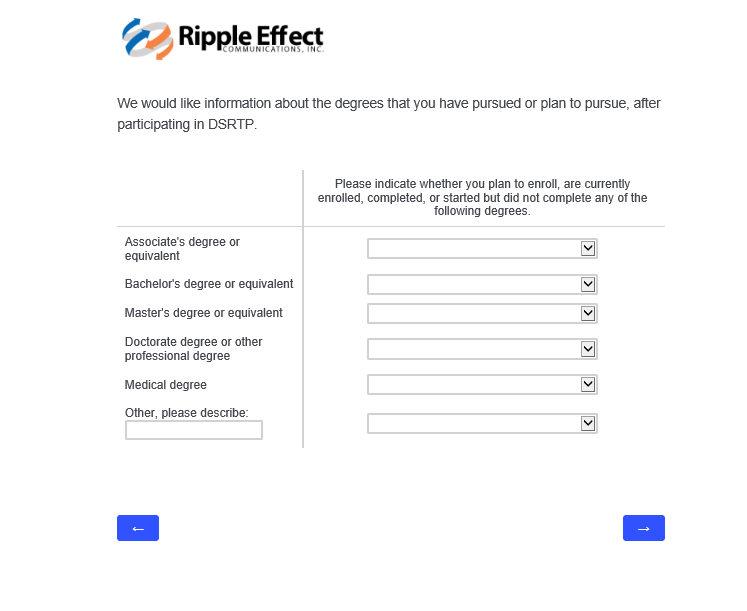 Ripple Effect
COMMUNICATIONS, INC.
We would like information about the degrees that you have pursued or plan to pursue, after
participating in DSRTP.
Please indicate whether you plan to enroll, are currently
enrolled, completed, or started but did not complete any of the
following degrees.
Associate's degree or
equivalent
Bachelor's degree or equivalent
Master's degree or equivalent
Doctorate degree or other
professional degree
Medical degree
Other, please describe:
← →